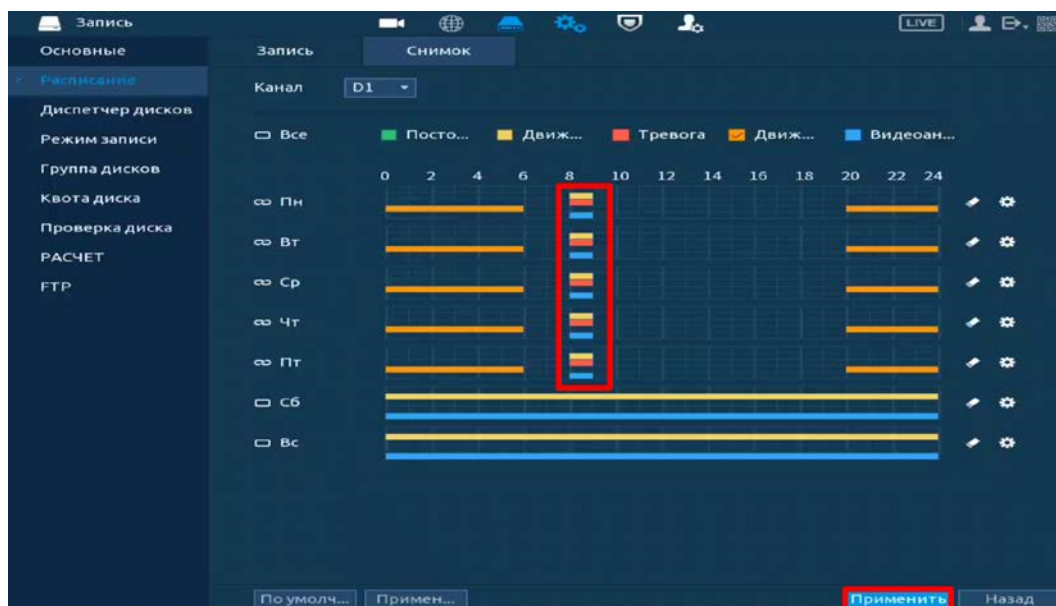 Запись
LIVE
Основные
Запись
Снимок
Расписание
Канал
D1
Диспетчер дисков
Режим записи
Все
Посто...
Движ...
Тревога
Движ...
Видеоан...
Группа дисков
0 2 4 6 8 10 12 14 16 18 20 22 24
Квота диска
Пн
Проверка диска
Вт
РАСЧЕТ
FTP
Ср
Чт
Пт
Сб
Вс
По умолч...
Примен...
Применить
Назад